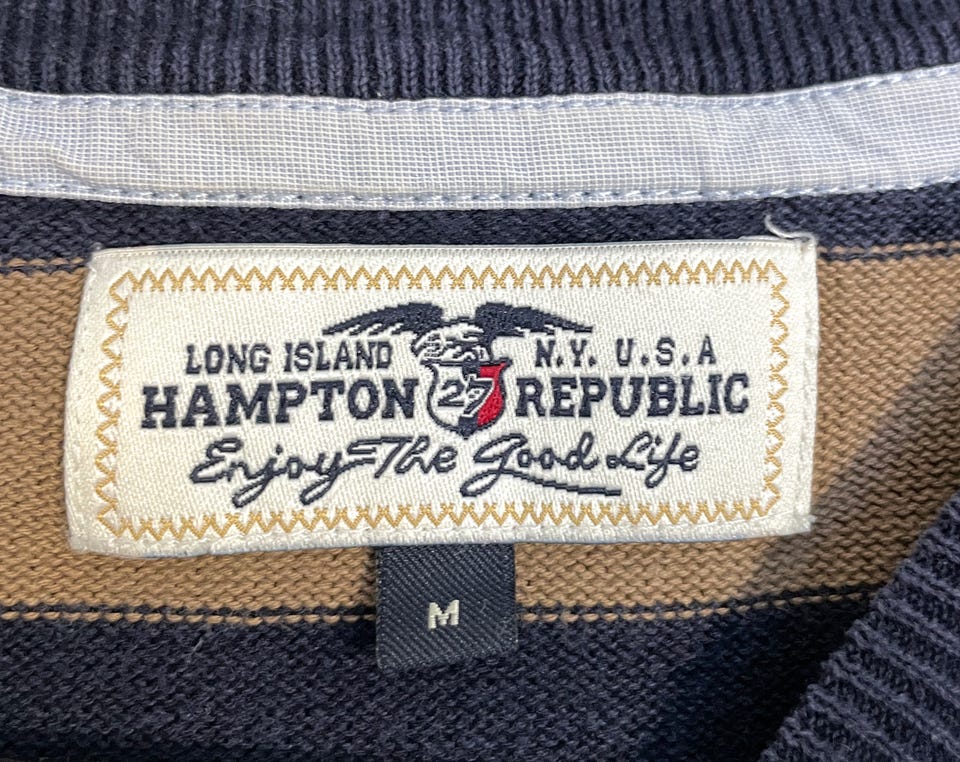 LONG ISLAND N.Y. U.S.A
HAMPTON 27 REPUBLIC
Enjoy The Good Life
M